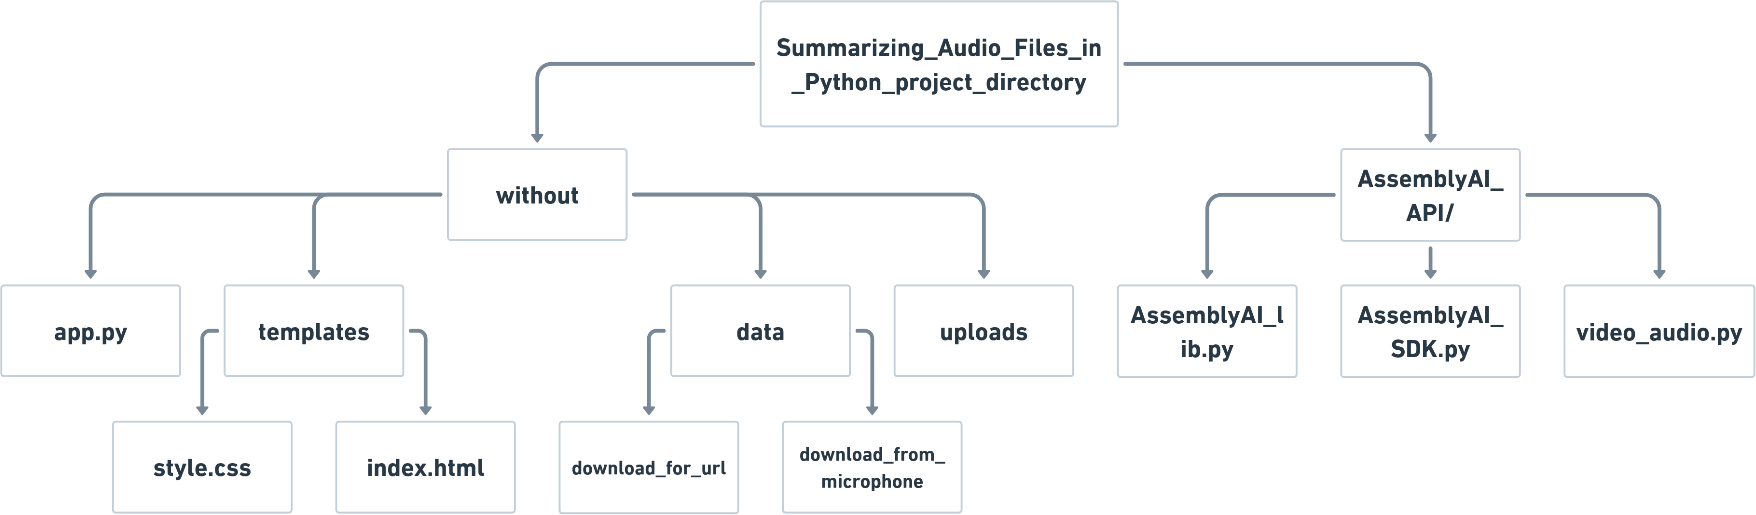 Summarizing_Audio_Files_in
_Python_project_directory
without
AssemblyAI_
API/
app.py
templates
data
uploads
AssemblyAI_l
ib.py
AssemblyAI_
SDK.py
video_audio.py
style.css
index.html
download_for_url
download_from_
microphone